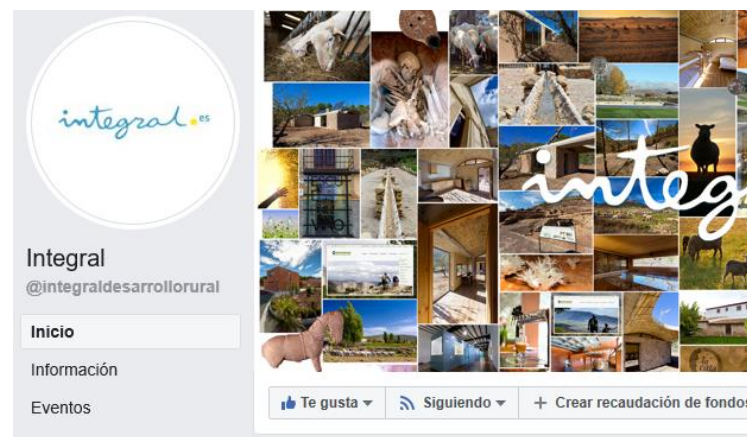 integral.es
integ
Integral
@integraldesarrollorural
Inicio
Información
Eventos
Te gusta
Siguiendo
+ Crear recaudación de fondos